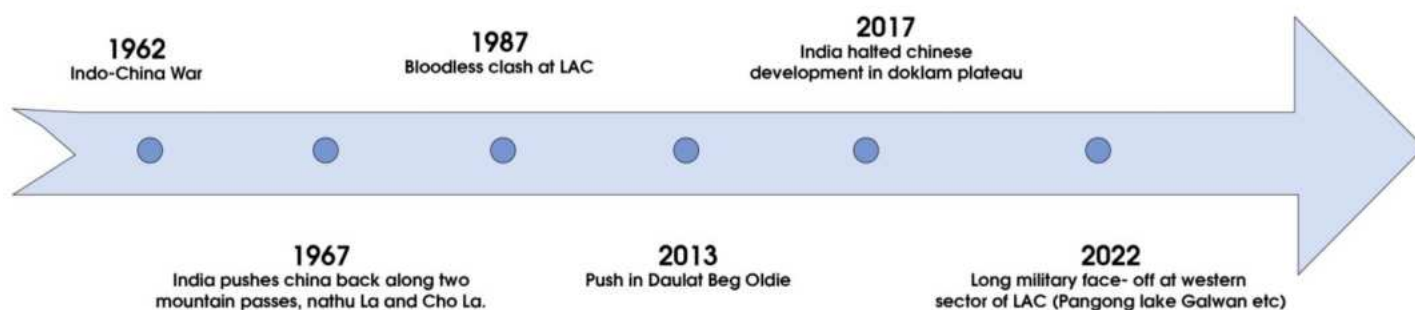 1962
Indo-China War
1967
India pushes china back along two
mountain passes, nathu La and Cho La.
1987
Bloodless clash at LAC
2013
Push in Daulat Beg Oldie
2017
India halted chinese
development in doklam plateau
2022
Long military face- off at western
sector of LAC (Pangong lake Galwan etc)